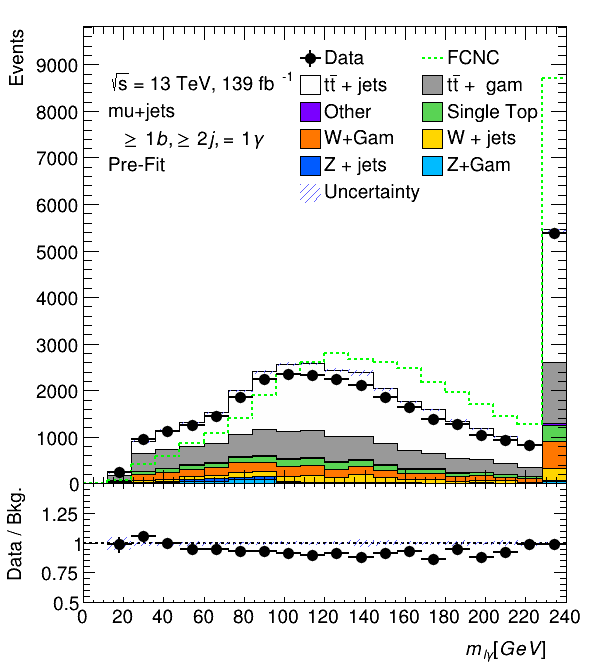 Events
9000
8000
7000
6000
5000
4000
3000
2000
1000
0
√s = 13 TeV, 139 fb -1
mu+jets
≥ 1b, ≥ 2j, = 1γ
Pre-Fit
Data
FCNC
tt̄ + jets
tt̄ + gam
Other
Single Top
W+Gam
W + jets
Z + jets
Z+Gam
Uncertainty
Data / Bkg.
1.25
1
0.75
0.5
0 20 40 60 80 100 120 140 160 180 200 220 240
m_lγ[GeV]